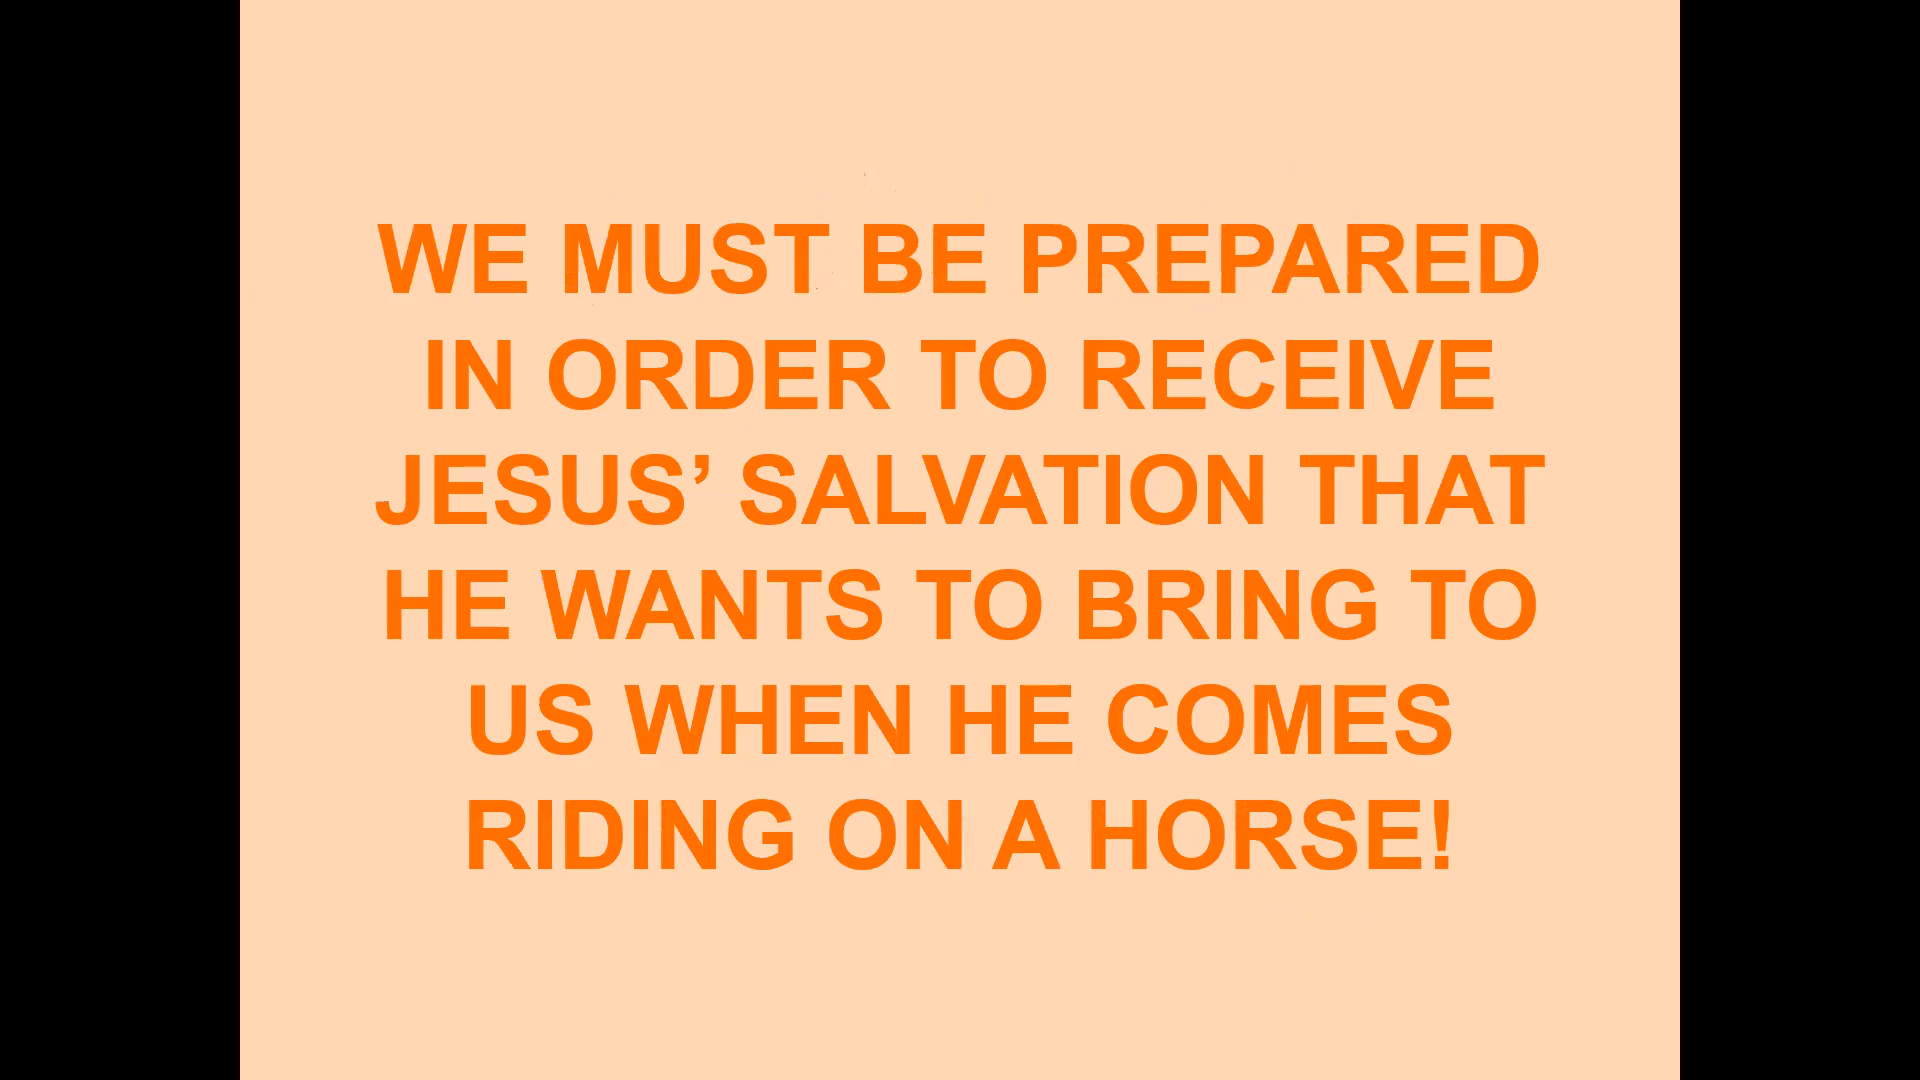 WE MUST BE PREPARED
IN ORDER TO RECEIVE
JESUS’ SALVATION THAT
HE WANTS TO BRING TO
US WHEN HE COMES
RIDING ON A HORSE!